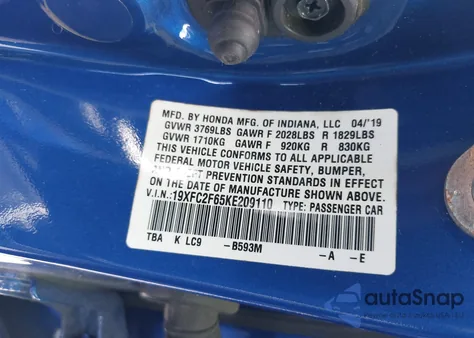 MFD. BY HONDA MFG. OF INDIANA, LLC 04/'19
GVWR 3769LBS GAWR F 2028LBS R 1829LBS
GVWR 1710KG GAWR F 920KG R 830KG
THIS VEHICLE CONFORMS TO ALL APPLICABLE
FEDERAL MOTOR VEHICLE SAFETY, BUMPER,
PREVENTION STANDARDS IN EFFECT
ON THE DATE OF MANUFACTURE SHOWN ABOVE.
V.I.N.:19XFC2F65KE209110 TYPE: PASSENGER CAR
TBA K LC9 -B593M -A -E
autoSnap